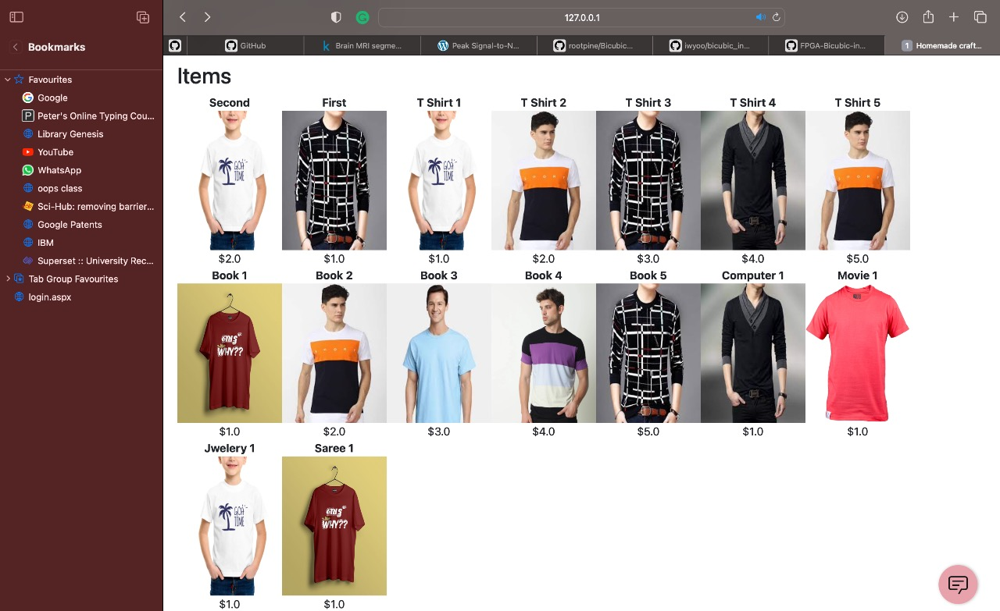 127.0.0.1
GitHub
Brain MRI segme...
Peak Signal-to-N...
rootpine/Bicubic...
iwyoo/bicubic_in...
FPGA-Bicubic-in...
1 Homemade craft...
Bookmarks
Favourites
Google
Peter's Online Typing Cou...
Library Genesis
YouTube
WhatsApp
oops class
Sci-Hub: removing barrier...
Google Patents
IBM
Superset :: University Rec...
Tab Group Favourites
login.aspx
Items
Second First T Shirt 1 T Shirt 2 T Shirt 3 T Shirt 4 T Shirt 5
GOA TIME
GOA TIME
SPORT
SPORT
$2.0 $1.0 $1.0 $2.0 $3.0 $4.0 $5.0
Book 1 Book 2 Book 3 Book 4 Book 5 Computer 1 Movie 1
WHY??
SPORT
$1.0 $2.0 $3.0 $4.0 $5.0 $1.0 $1.0
Jwelery 1 Saree 1
GOA TIME
WHY??
$1.0 $1.0